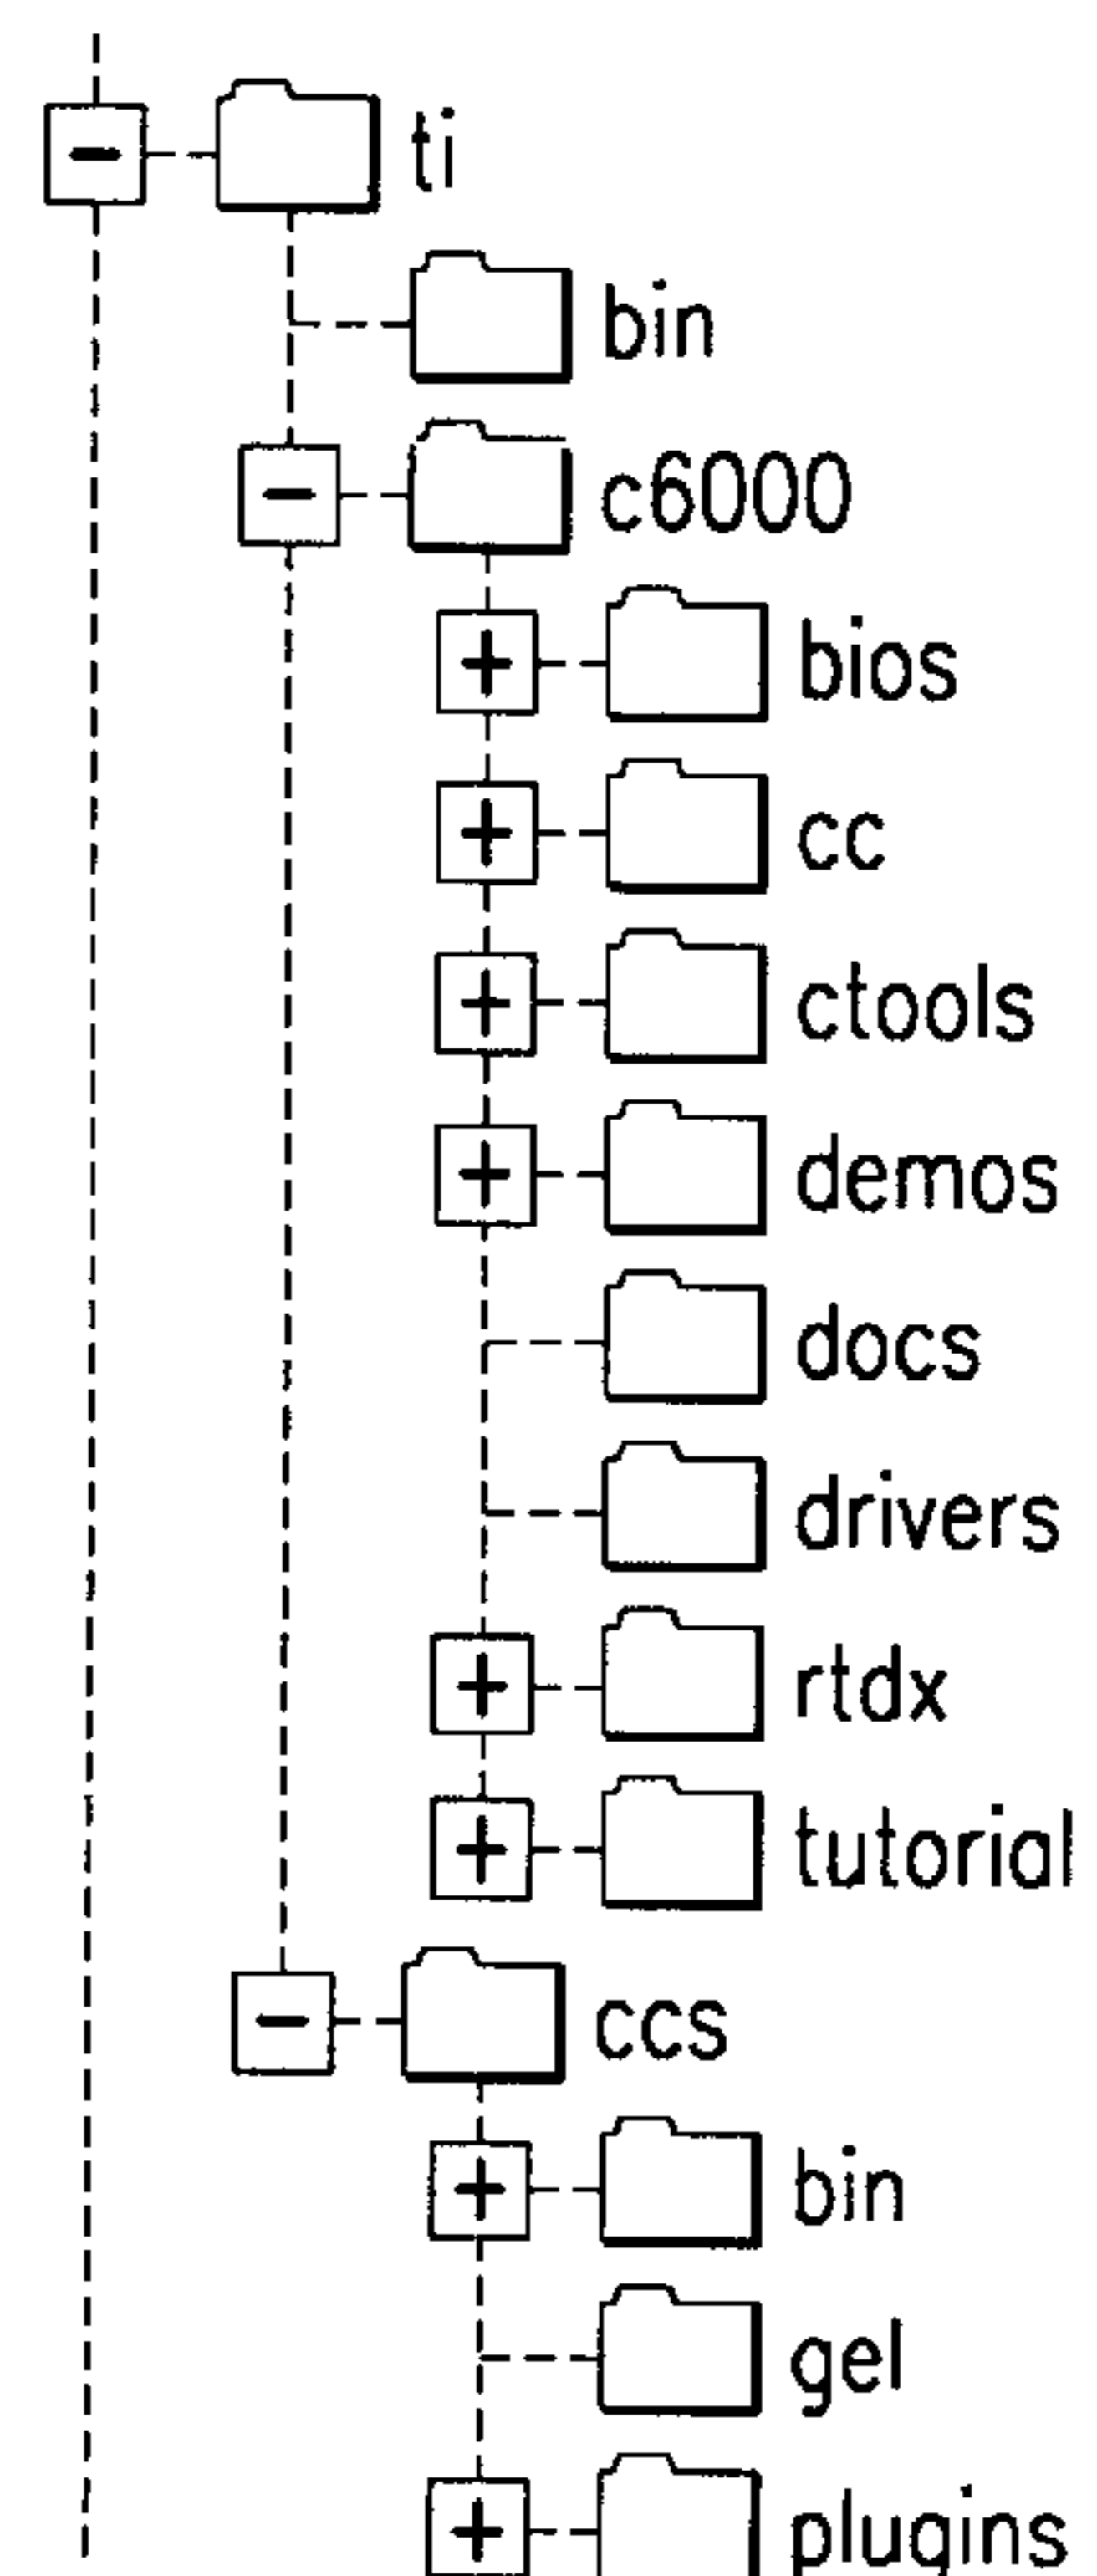 ti
bin
c6000
bios
cc
ctools
demos
docs
drivers
rtdx
tutorial
ccs
bin
gel
plugins